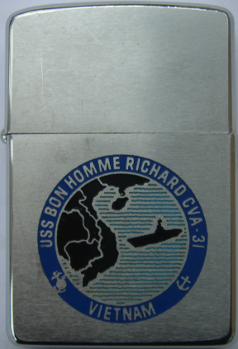 USS BON HOMME RICHARD CVA-31
VIETNAM